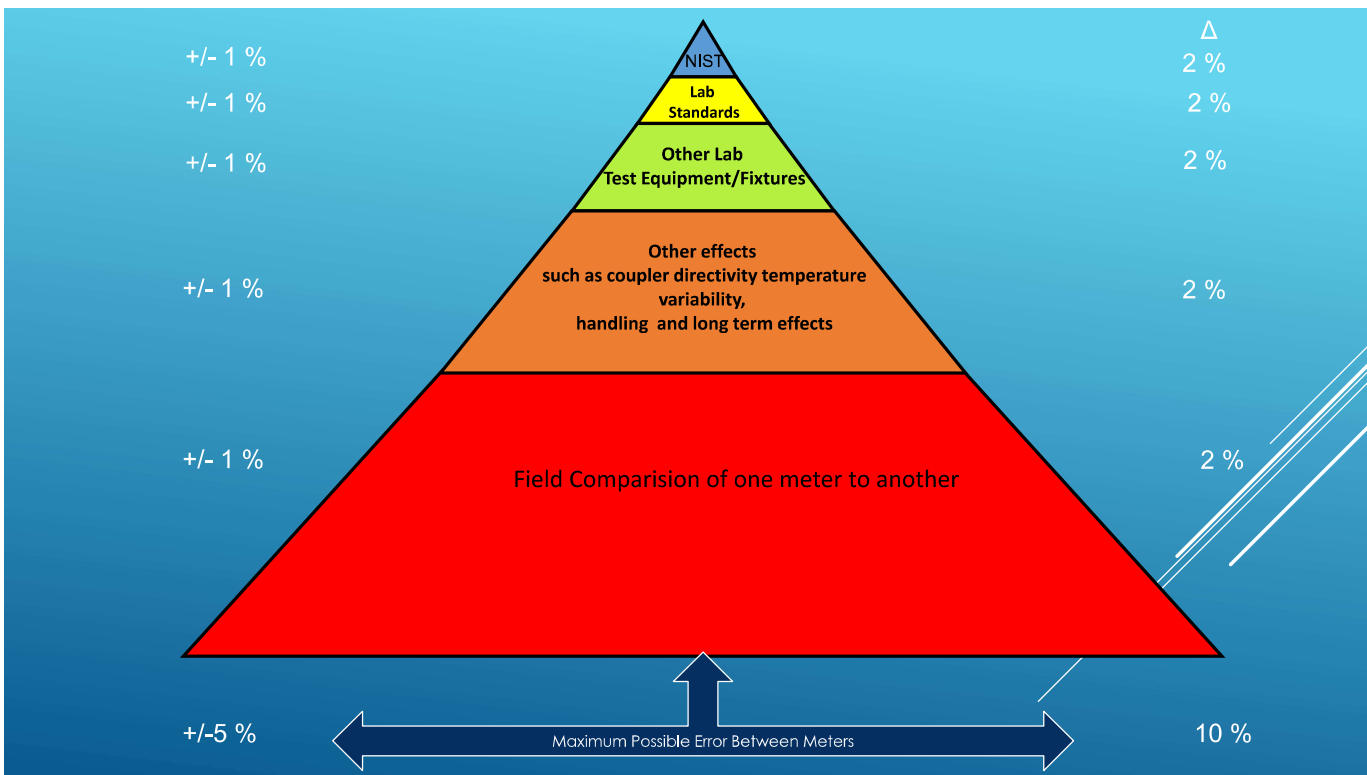 Δ
+/- 1 %
NIST
2 %
+/- 1 %
Lab
Standards
2 %
+/- 1 %
Other Lab
Test Equipment/Fixtures
2 %
+/- 1 %
Other effects
such as coupler directivity temperature
variability,
handling and long term effects
2 %
+/- 1 %
Field Comparision of one meter to another
2 %
+/-5 %
Maximum Possible Error Between Meters
10 %